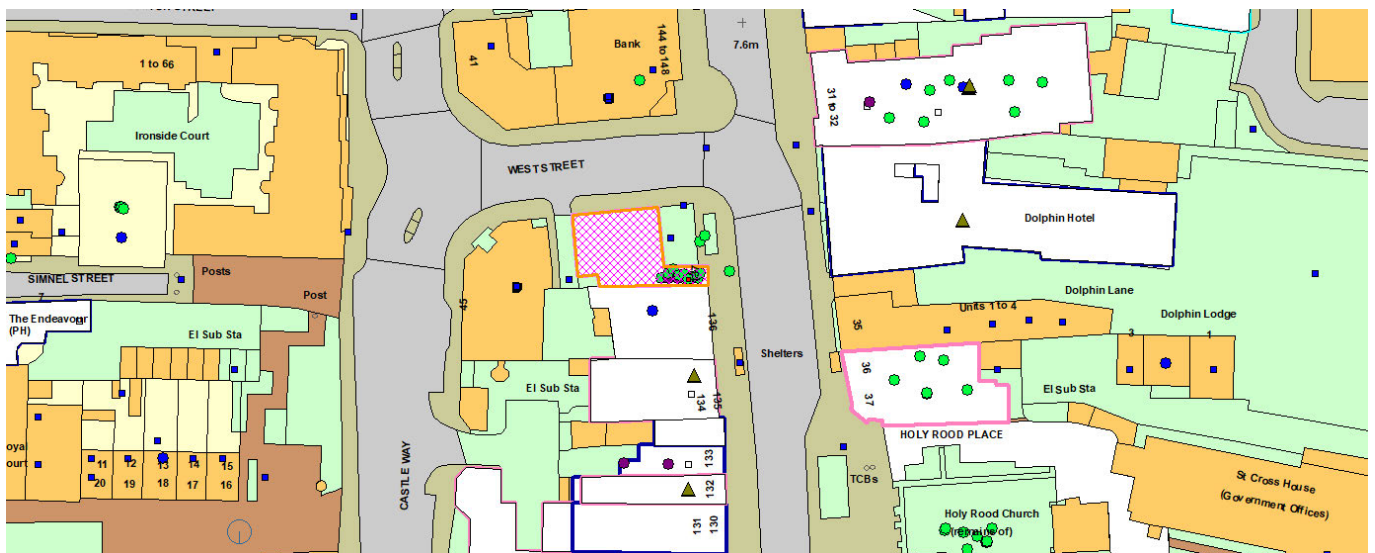 1 to 66
41
Bank
144 to 148
7.6m
31 to 32
Ironside Court
WEST STREET
Dolphin Hotel
SIMNEL STREET
Posts
7
Post
The Endeavour
(PH)
El Sub Sta
45
136
Dolphin Lane
Units 1 to 4
35
Dolphin Lodge
3
1
Shelters
36
37
El Sub Sta
134
135
El Sub Sta
HOLY ROOD PLACE
11
12
13
14
15
20
19
18
17
16
133
132
131
130
CASTLE WAY
TCBs
St Cross House
(Government Offices)
Holy Rood Church
(remains of)